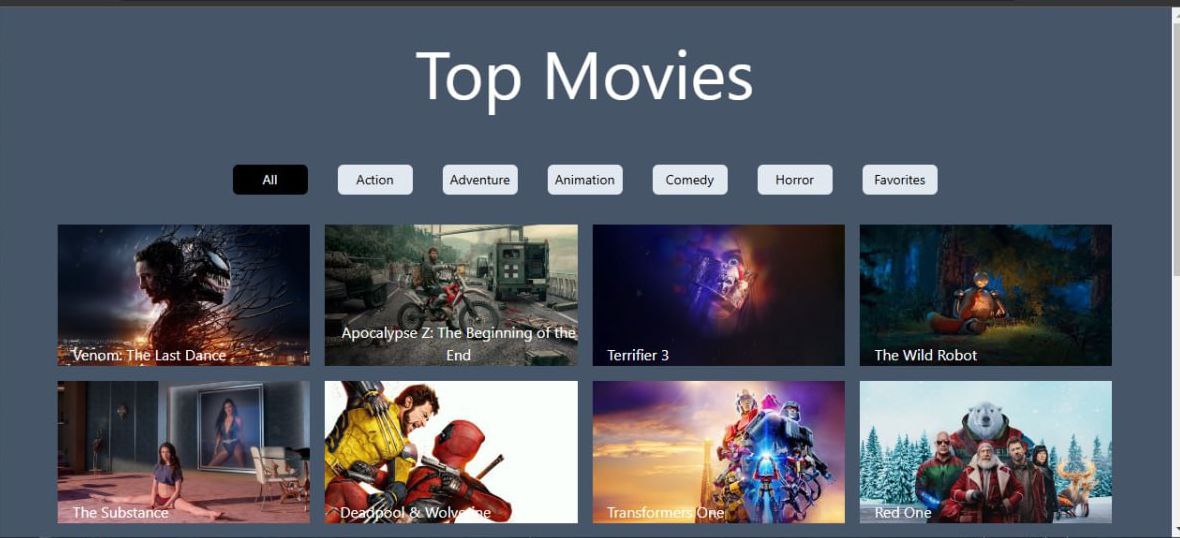 Top Movies
All
Action
Adventure
Animation
Comedy
Horror
Favorites
Venom: The Last Dance
Apocalypse Z: The Beginning of the
End
Terrifier 3
The Wild Robot
The Substance
Deadpool & Wolverine
Transformers One
Red One